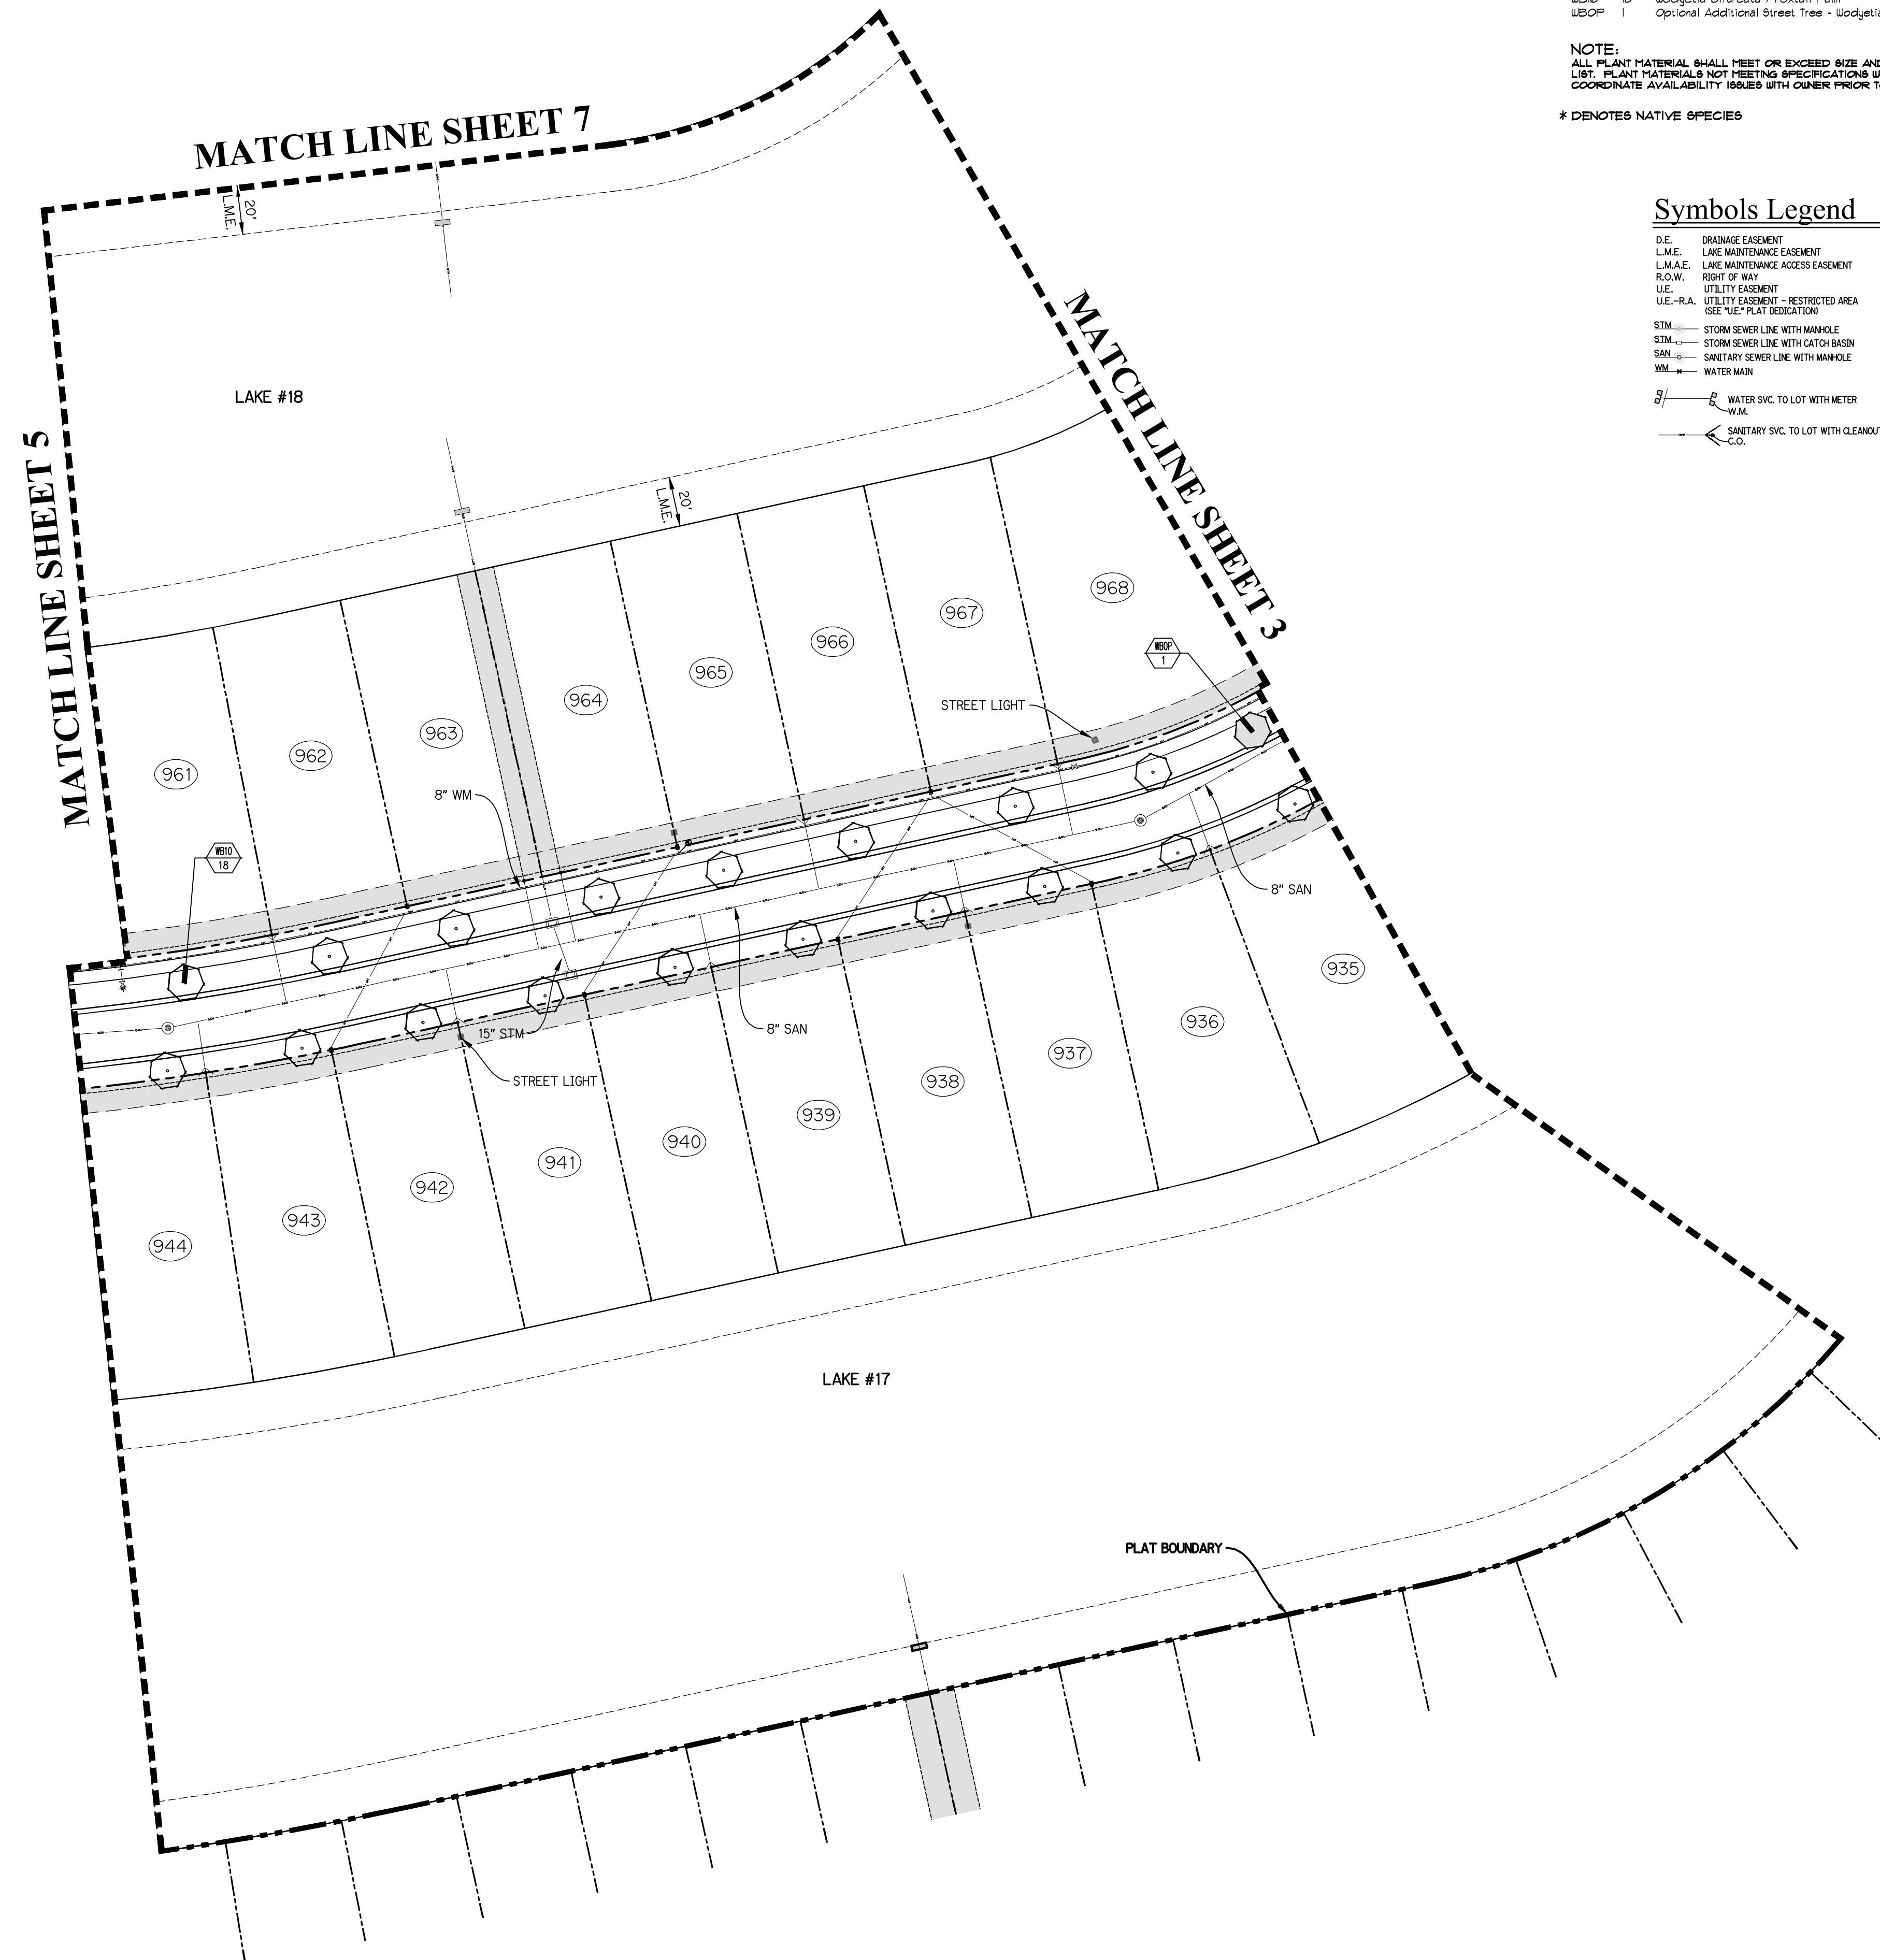 WBOP 1 Optional Additional Street Tree - Wodyetia
NOTE:
ALL PLANT MATERIAL SHALL MEET OR EXCEED SIZE AND
LIST. PLANT MATERIALS NOT MEETING SPECIFICATIONS
COORDINATE AVAILABILITY ISSUES WITH OWNER PRIOR
* DENOTES NATIVE SPECIES
Symbols Legend
D.E. DRAINAGE EASEMENT
L.M.E. LAKE MAINTENANCE EASEMENT
L.M.A.E. LAKE MAINTENANCE ACCESS EASEMENT
R.O.W. RIGHT OF WAY
U.E. UTILITY EASEMENT
U.E.-R.A. UTILITY EASEMENT - RESTRICTED AREA
(SEE "U.E." PLAT DEDICATION)
STM STORM SEWER LINE WITH MANHOLE
STM STORM SEWER LINE WITH CATCH BASIN
SAN SANITARY SEWER LINE WITH MANHOLE
WM WATER MAIN
WATER SVC. TO LOT WITH METER
W.M.
SANITARY SVC. TO LOT WITH CLEANOUT
C.O.
MATCH LINE SHEET 7
20'
L.M.E.
LAKE #18
MATCH LINE SHEET 5
MATCH LINE SHEET 3
20'
L.M.E.
968
967
966
965
964
963
962
961
WBOP
1
STREET LIGHT
8" WM
WB10
18
8" SAN
15" STM
8" SAN
STREET LIGHT
935
936
937
938
939
940
941
942
943
944
LAKE #17
PLAT BOUNDARY